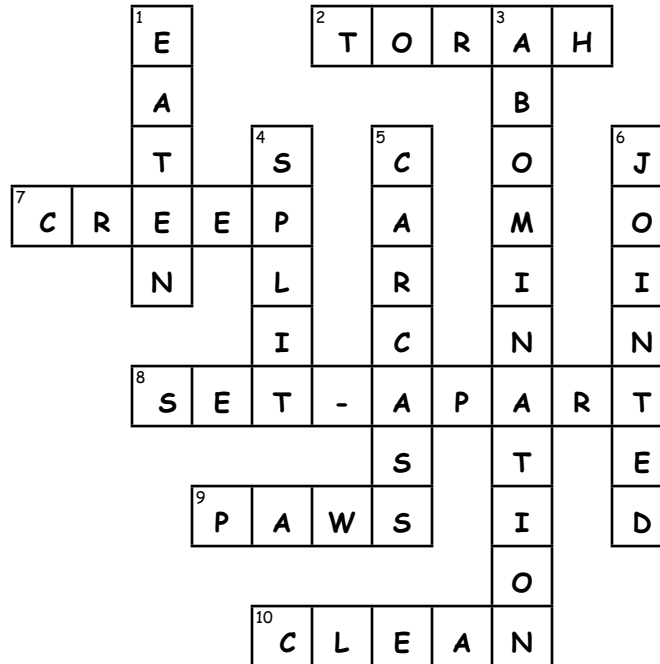 1 E 2 T O R 3 A H
A B
T 4 S 5 C O 6 J
7 C R E E P A M O
N L R I I
I C N N
8 S E T - A P A R T
S T E
9 P A W S I D
O
10 C L E A N